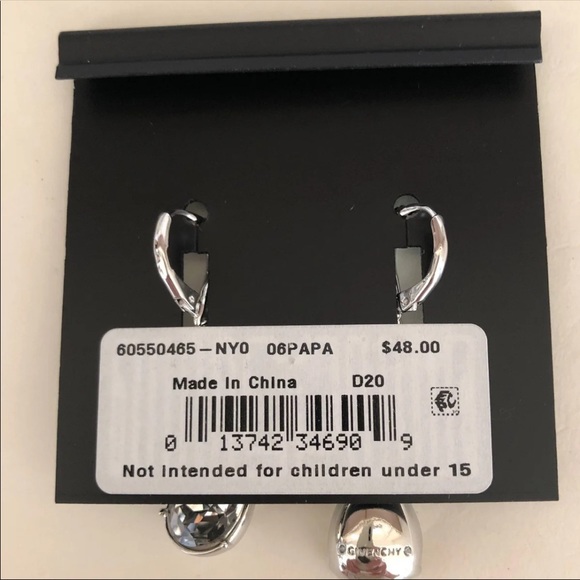 60550465-NY0 06PAPA $48.00
Made In China D20
0 13742 34690 9
Not intended for children under 15
GIVENCHY